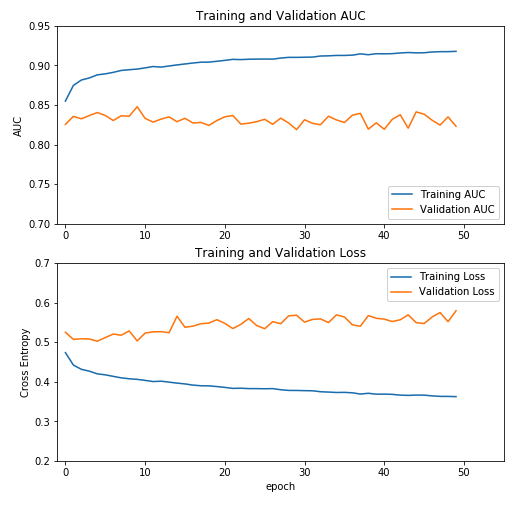 Training and Validation AUC
0.95
0.90
0.85
0.80
0.75
0.70
AUC
Training AUC
Validation AUC
0 10 20 30 40 50
Training and Validation Loss
0.7
0.6
0.5
0.4
0.3
0.2
Cross Entropy
Training Loss
Validation Loss
0 10 20 30 40 50
epoch